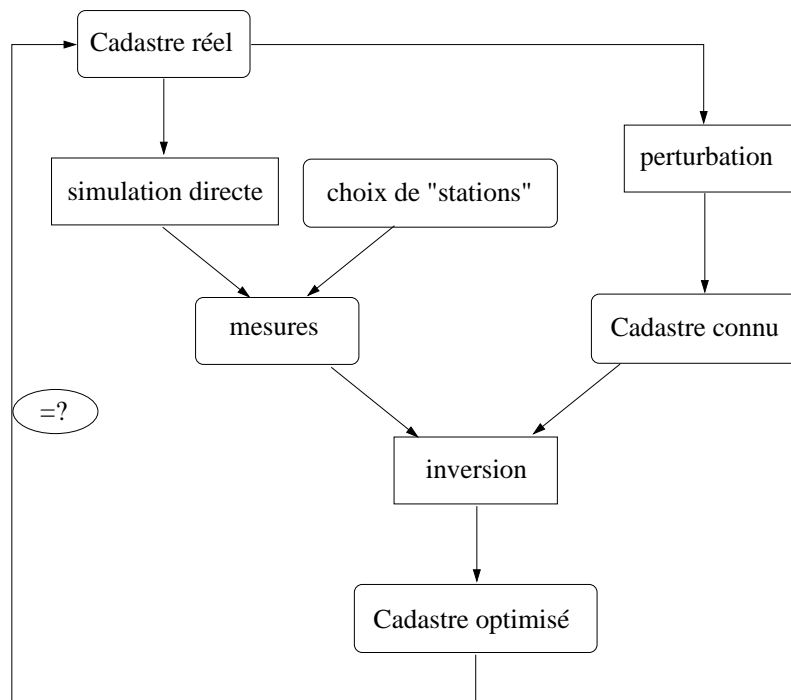 Cadastre réel
perturbation
simulation directe
choix de "stations"
mesures
Cadastre connu
=?
inversion
Cadastre optimisé